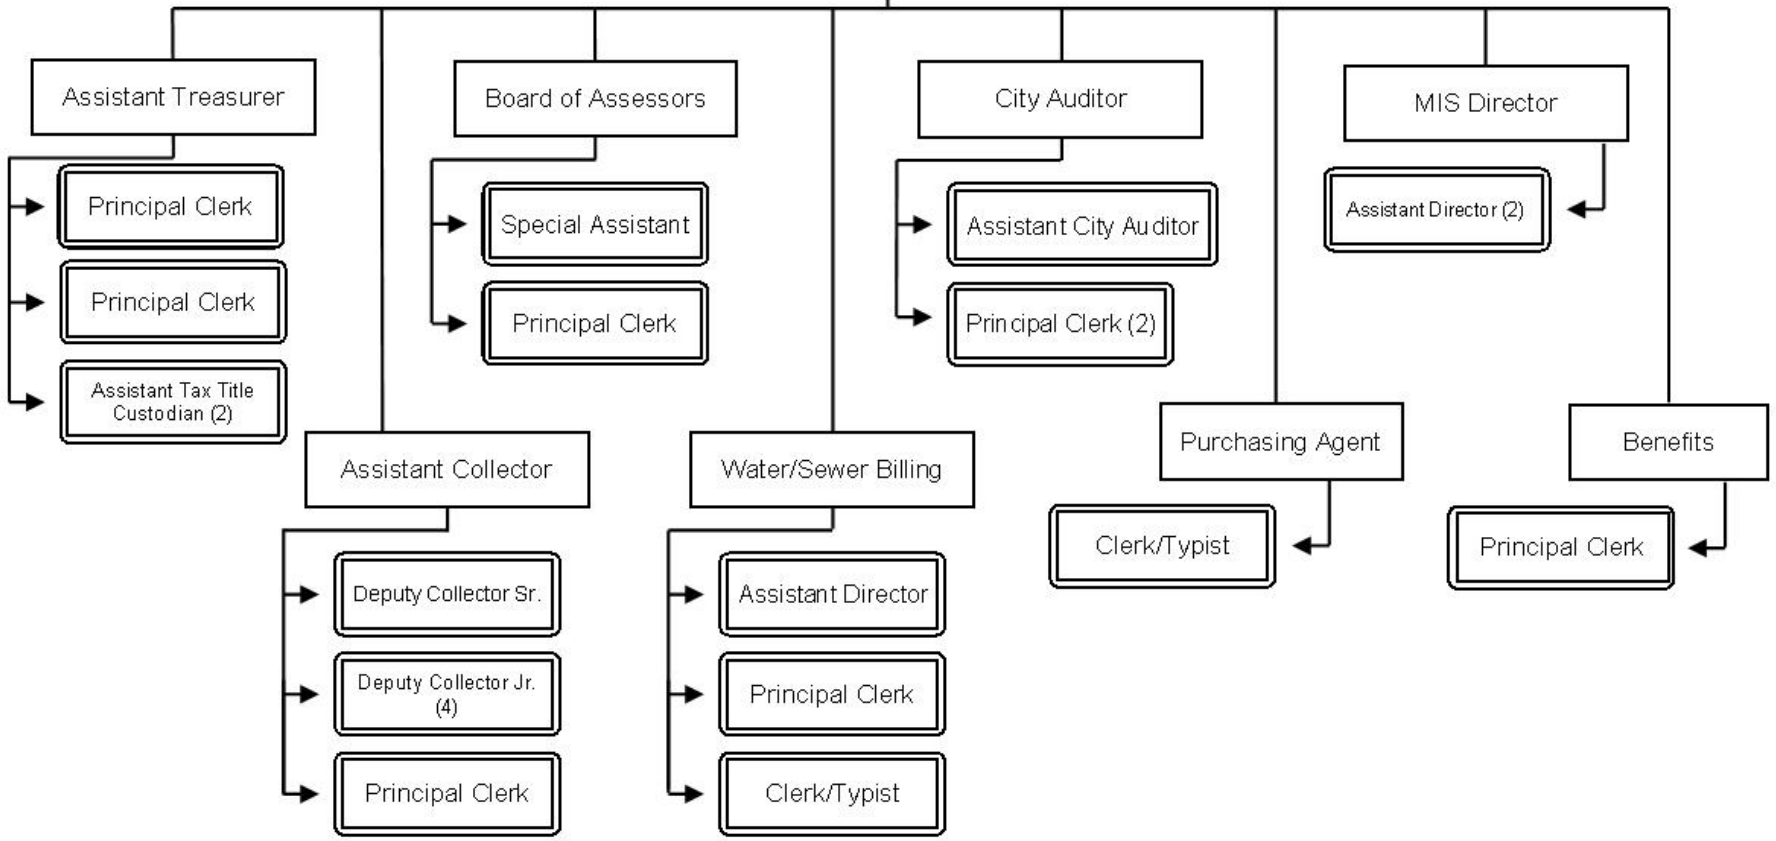 Assistant Treasurer
Principal Clerk
Principal Clerk
Assistant Tax Title
Custodian (2)
Assistant Collector
Deputy Collector Sr.
Deputy Collector Jr.
(4)
Principal Clerk
Board of Assessors
Special Assistant
Principal Clerk
Water/Sewer Billing
Assistant Director
Principal Clerk
Clerk/Typist
City Auditor
Assistant City Auditor
Principal Clerk (2)
Purchasing Agent
Clerk/Typist
MIS Director
Assistant Director (2)
Benefits
Principal Clerk